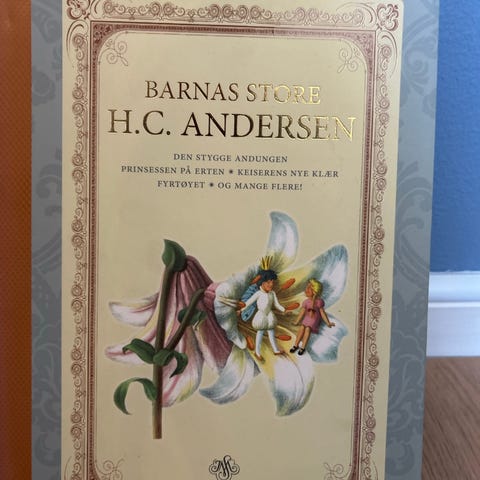 BARNAS STORE
H.C. ANDERSEN
DEN STYGGE ANDUNGEN
PRINSESSEN PÅ ERTEN * KEISERENS NYE KLÆR
FYRTØYET * OG MANGE FLERE!